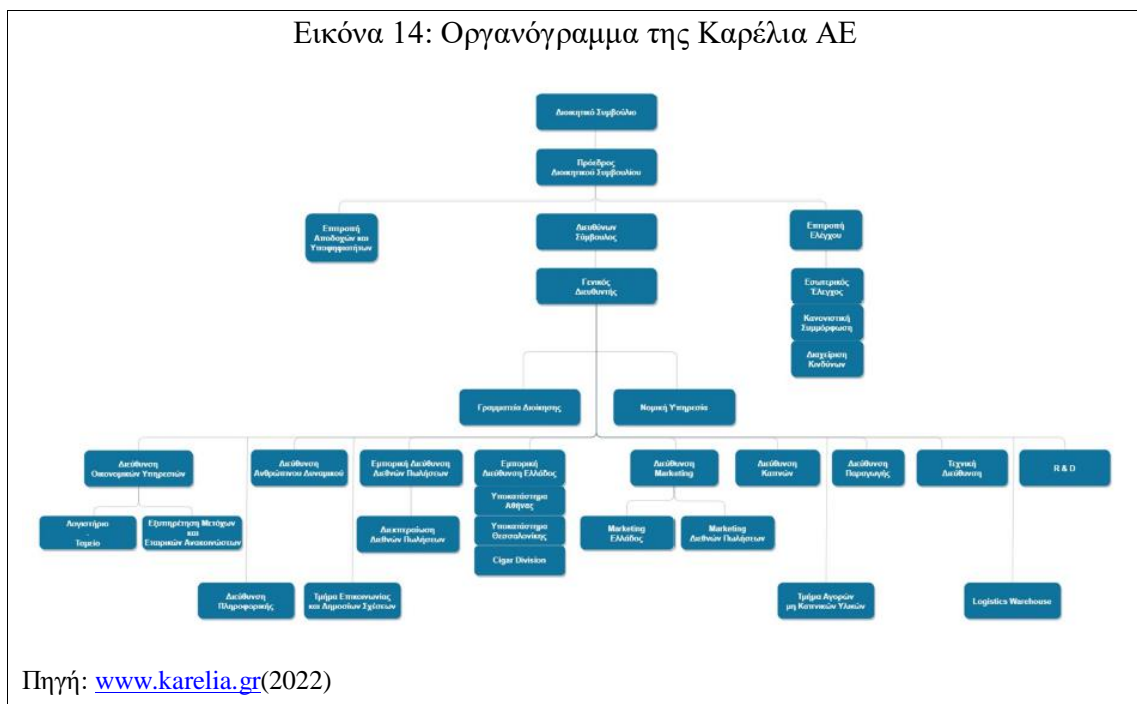 Εικόνα 14: Οργανόγραμμα της Καρέλια ΑΕ
Διοικητικό Συμβούλιο
Πρόεδρος
Διοικητικού Συμβουλίου
Επιτροπή
Αποδοχών και
Υποψηφιοτήτων
Διευθύνων
Σύμβουλος
Επιτροπή
Ελέγχου
Γενικός
Διευθυντής
Εσωτερικός
Έλεγχος
Κανονιστική
Συμμόρφωση
Διαχείριση
Κινδύνων
Γραμματεία Διοίκησης
Νομική Υπηρεσία
Διεύθυνση
Οικονομικών Υπηρεσιών
Διεύθυνση
Ανθρώπινου Δυναμικού
Εμπορική Διεύθυνση
Διεθνών Πωλήσεων
Εμπορική
Διεύθυνση Ελλάδος
Διεύθυνση
Marketing
Διεύθυνση
Καπνών
Διεύθυνση
Παραγωγής
Τεχνική
Διεύθυνση
R & D
Λογιστήριο
-
Ταμείο
Εξυπηρέτηση Μετόχων
και
Εταιρικών Ανακοινώσεων
Διεκπεραίωση
Διεθνών Πωλήσεων
Υποκατάστημα
Αθήνας
Υποκατάστημα
Θεσσαλονίκης
Cigar Division
Marketing
Ελλάδος
Marketing
Διεθνών Πωλήσεων
Διεύθυνση
Πληροφορικής
Τμήμα Επικοινωνίας
και Δημοσίων Σχέσεων
Τμήμα Αγορών
μη Καπνικών Υλικών
Logistics Warehouse
Πηγή: www.karelia.gr(2022)